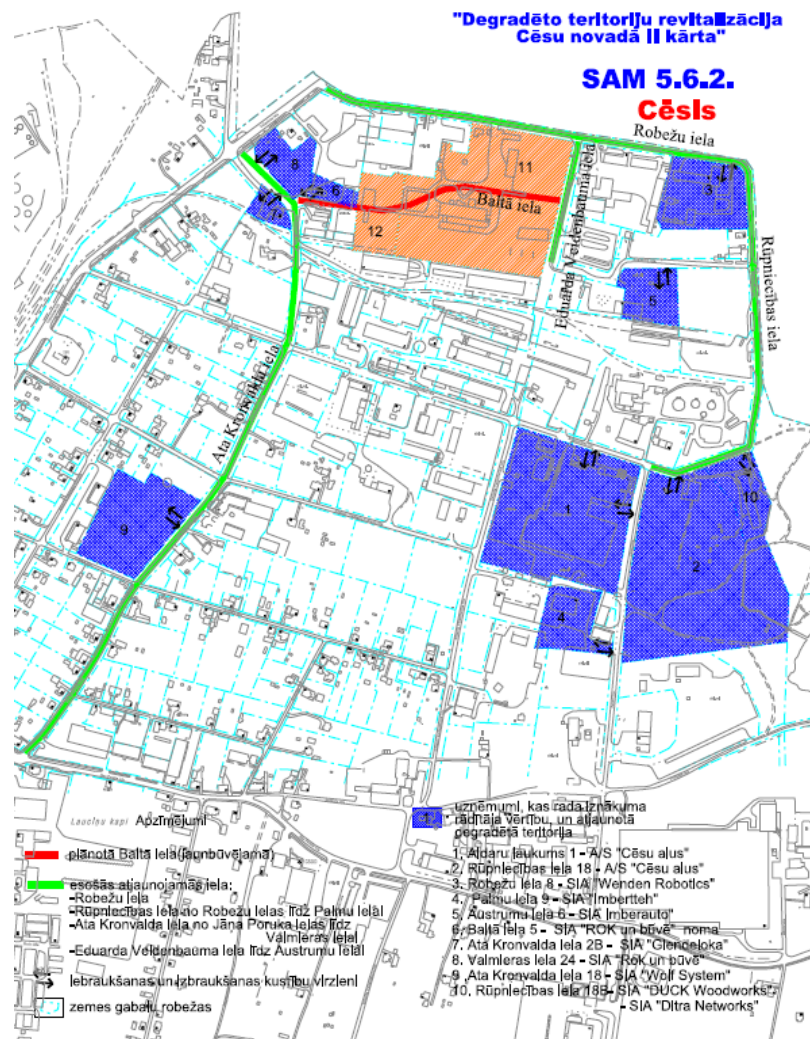 "Degradēto teritoriju revitalizācija
Cēsu novadā II kārta"
SAM 5.6.2.
Cēsis
Robežu iela
11
8
3
6
Baltā iela
7
12
Eduarda Veidenbauma iela
Rūpniecības iela
5
Ata Kronvalda iela
1
10
9
2
4
Lauciņu kapi
Apzīmējumi
plānotā Baltā iela(jaunbūvējamā)
esošās atjaunojamās iela:
-Robežu iela
-Rūpniecības iela no Robežu ielas līdz Palmu ielai
-Ata Kronvalda iela no Jāņa Poruka ielas līdz
Valmieras ielai
-Eduarda Veidenbauma iela līdz Austrumu ielai
Iebraukšanas un izbraukšanas kustību virzieni
zemes gabalu robežas
uzņēmumi, kas rada iznākuma
rādītāja vērtību, un atjaunotā
degradētā teritorija
1. Aldaru laukums 1 - A/S "Cēsu alus"
2. Rūpniecības iela 18 - A/S "Cēsu alus"
3. Robežu iela 8 - SIA "Wenden Robotics"
4. Palmu iela 9 - SIA "Imbertteh"
5. Austrumu iela 6 - SIA Imberauto"
6. Baltā iela 5 - SIA "ROK un būvē" noma
7. Ata Kronvalda iela 2B - SIA "Glendeloka"
8. Valmieras iela 24 - SIA "Rok un būvē"
9. Ata Kronvalda iela 18 - SIA "Wolf System"
10. Rūpniecības iela 18B - SIA "DUCK Woodworks"
- SIA "Ditra Networks"